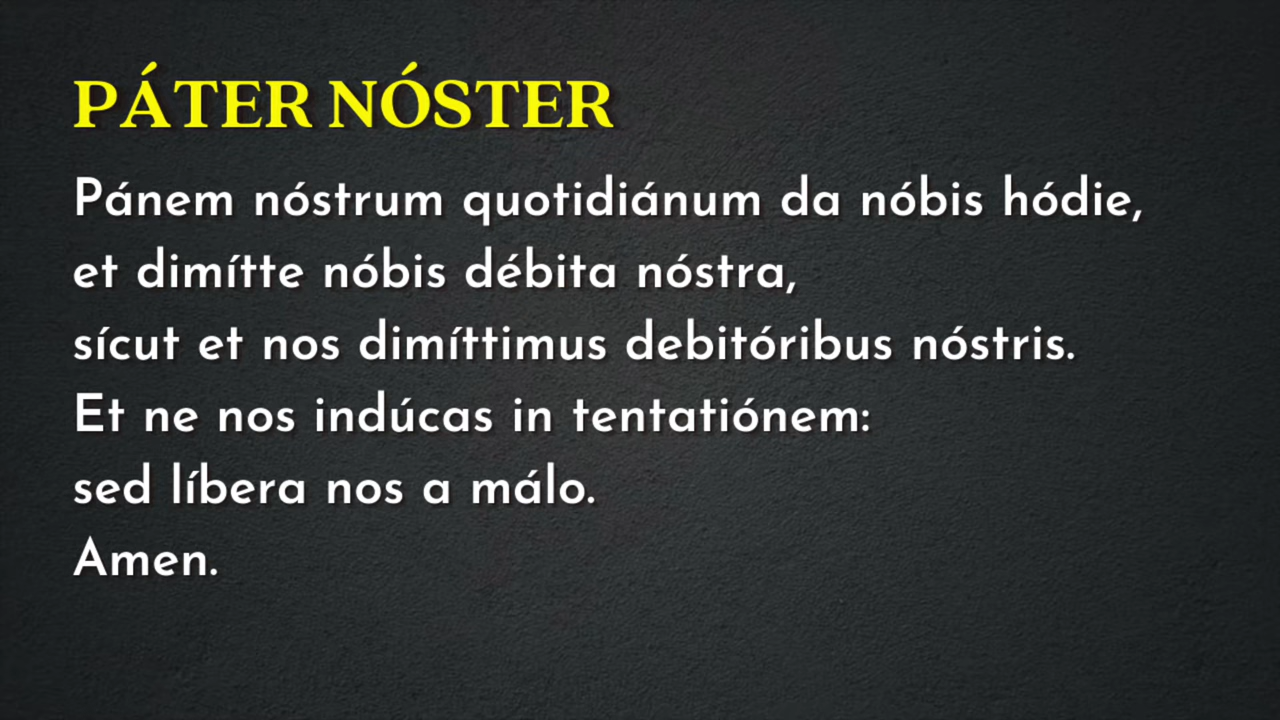 PÁTER NÓSTER
Pánem nóstrum quotidiánum da nóbis hódie,
et dimítte nóbis débita nóstra,
sícut et nos dimíttimus debitóribus nóstris.
Et ne nos indúcas in tentatiónem:
sed líbera nos a málo.
Amen.